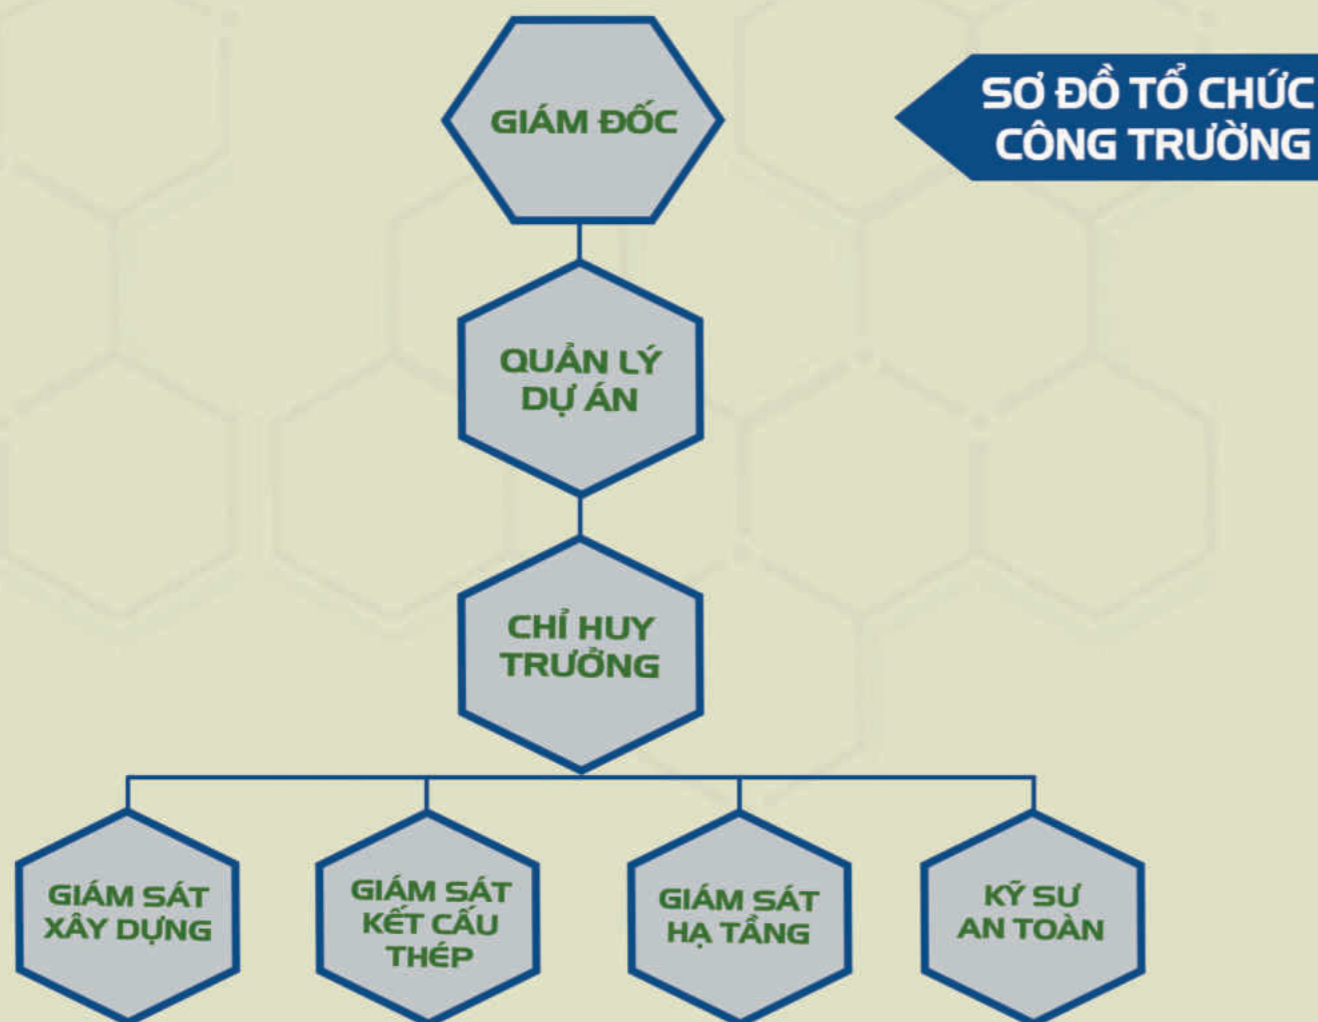 SƠ ĐỒ TỔ CHỨC
CÔNG TRƯỜNG
GIÁM ĐỐC
QUẢN LÝ
DỰ ÁN
CHỈ HUY
TRƯỞNG
GIÁM SÁT
XÂY DỰNG
GIÁM SÁT
KẾT CẤU
THÉP
GIÁM SÁT
HẠ TẦNG
KỸ SƯ
AN TOÀN